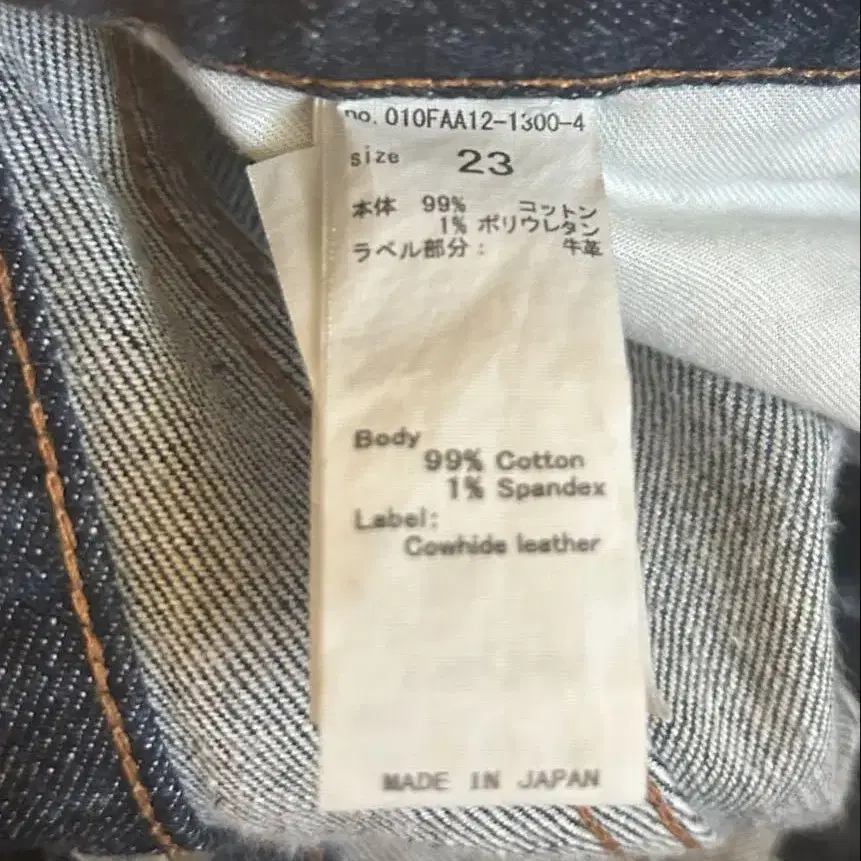 no. 010FAA12-1300-4
size 23
本体 99% コットン
1% ポリウレタン
ラベル部分: 牛革
Body
99% Cotton
1% Spandex
Label:
Cowhide leather
MADE IN JAPAN